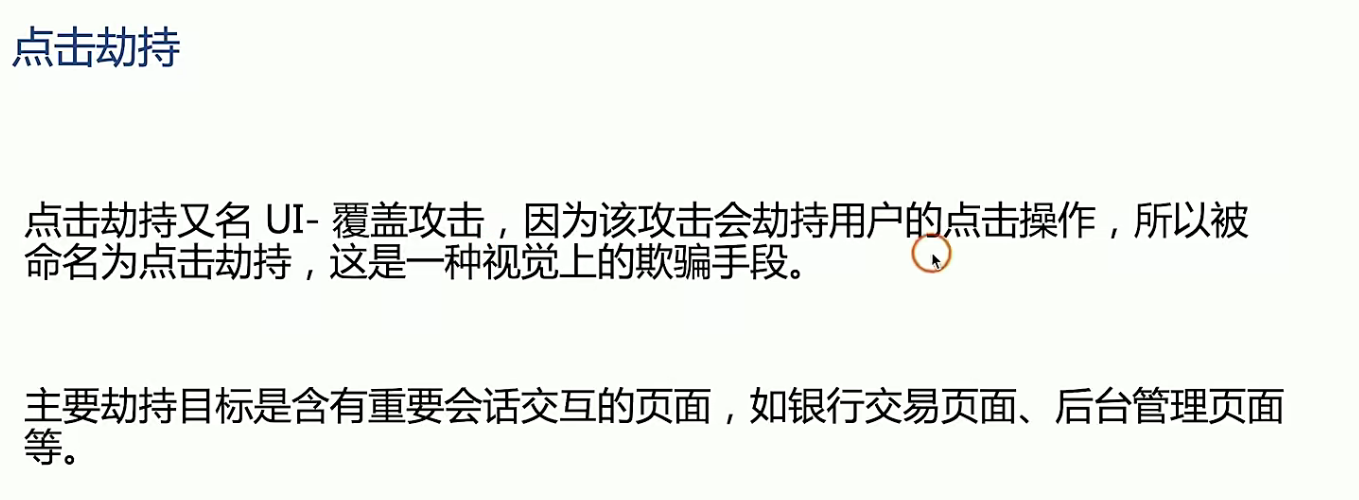 点击劫持
点击劫持又名 UI- 覆盖攻击，因为该攻击会劫持用户的点击操作，所以被
命名为点击劫持，这是一种视觉上的欺骗手段。
主要劫持目标是含有重要会话交互的页面，如银行交易页面、后台管理页面
等。